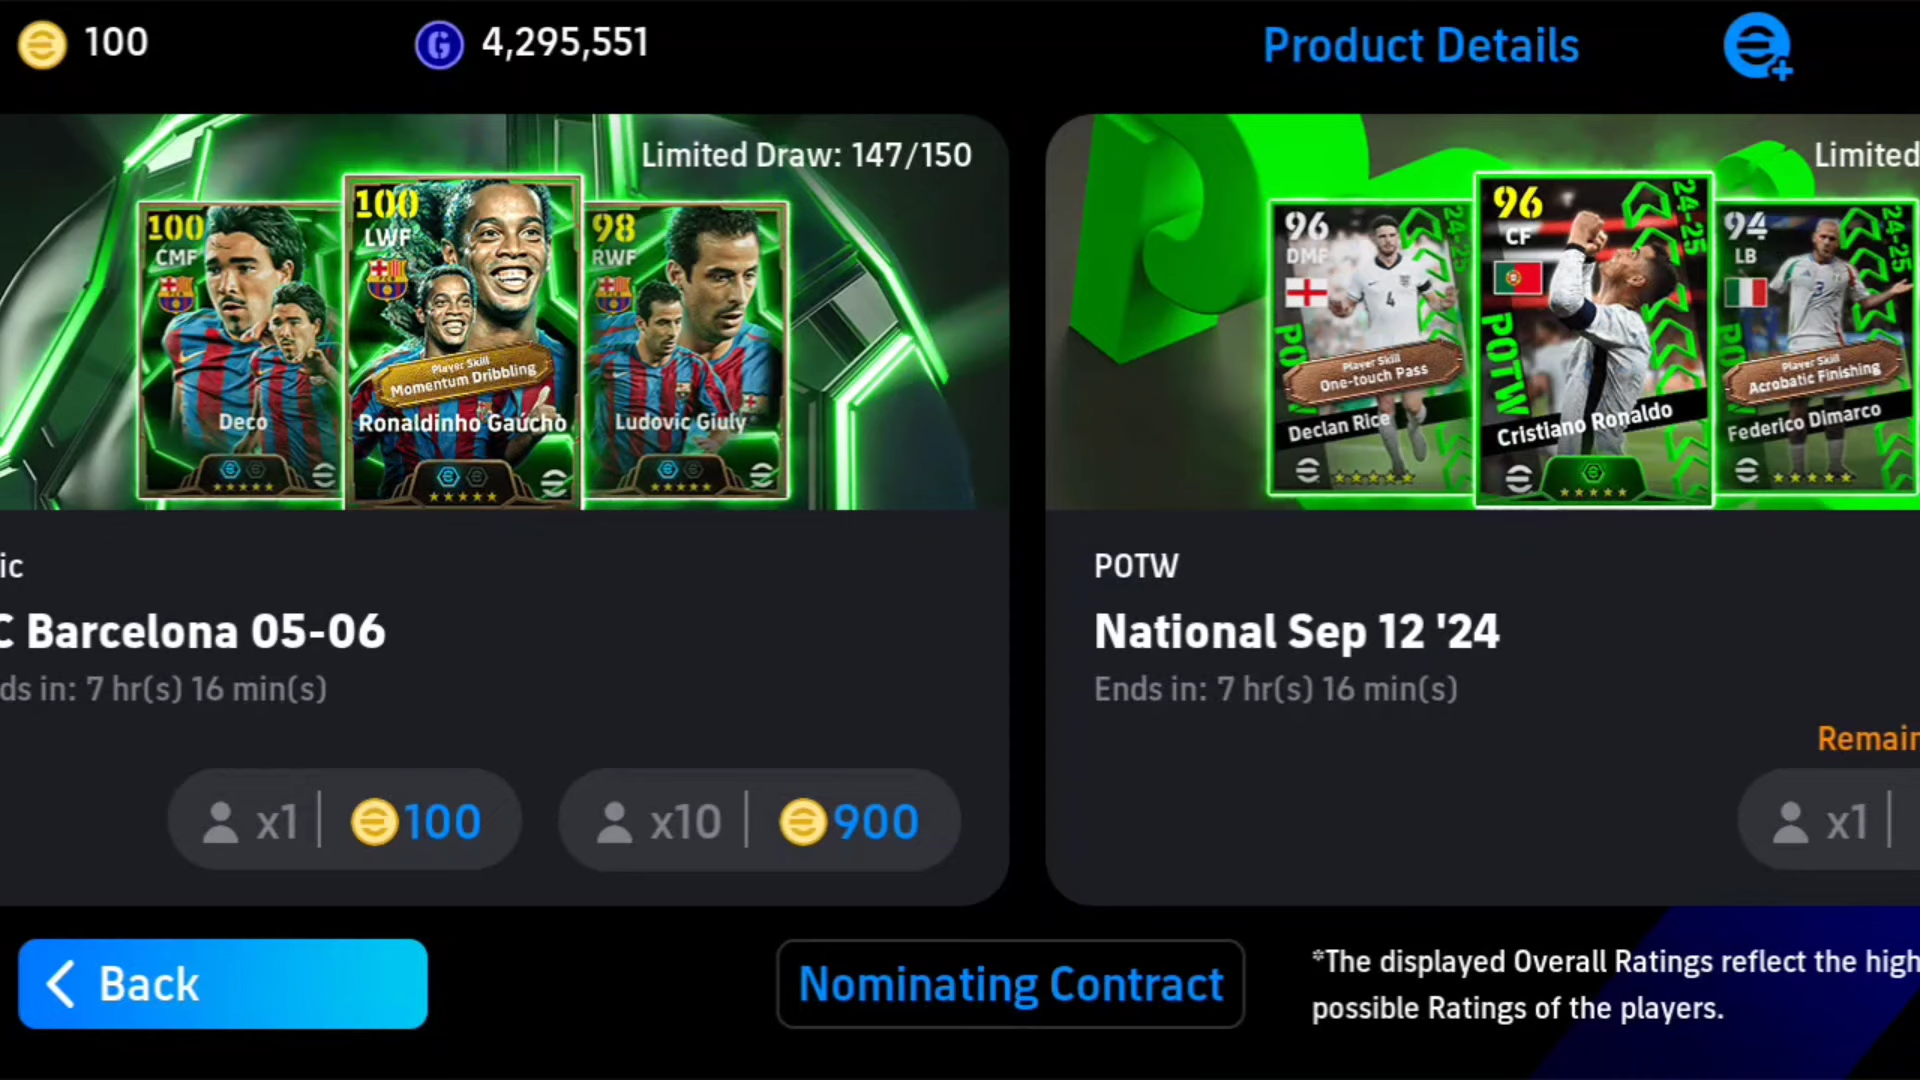 100
4,295,551
Product Details
Limited Draw: 147/150
100
CMF
Deco
100
LWF
Player Skill
Momentum Dribbling
Ronaldinho Gaúcho
98
RWF
Ludovic Giuly
ic
C Barcelona 05-06
ds in: 7 hr(s) 16 min(s)
x1
100
x10
900
Limited
96
DMF
24-25
Player Skill
One-touch Pass
Declan Rice
96
CF
24-25
POTW
Cristiano Ronaldo
94
LB
24-25
Player Skill
Acrobatic Finishing
Federico Dimarco
POTW
National Sep 12 '24
Ends in: 7 hr(s) 16 min(s)
Remain
x1
Back
Nominating Contract
*The displayed Overall Ratings reflect the high
possible Ratings of the players.